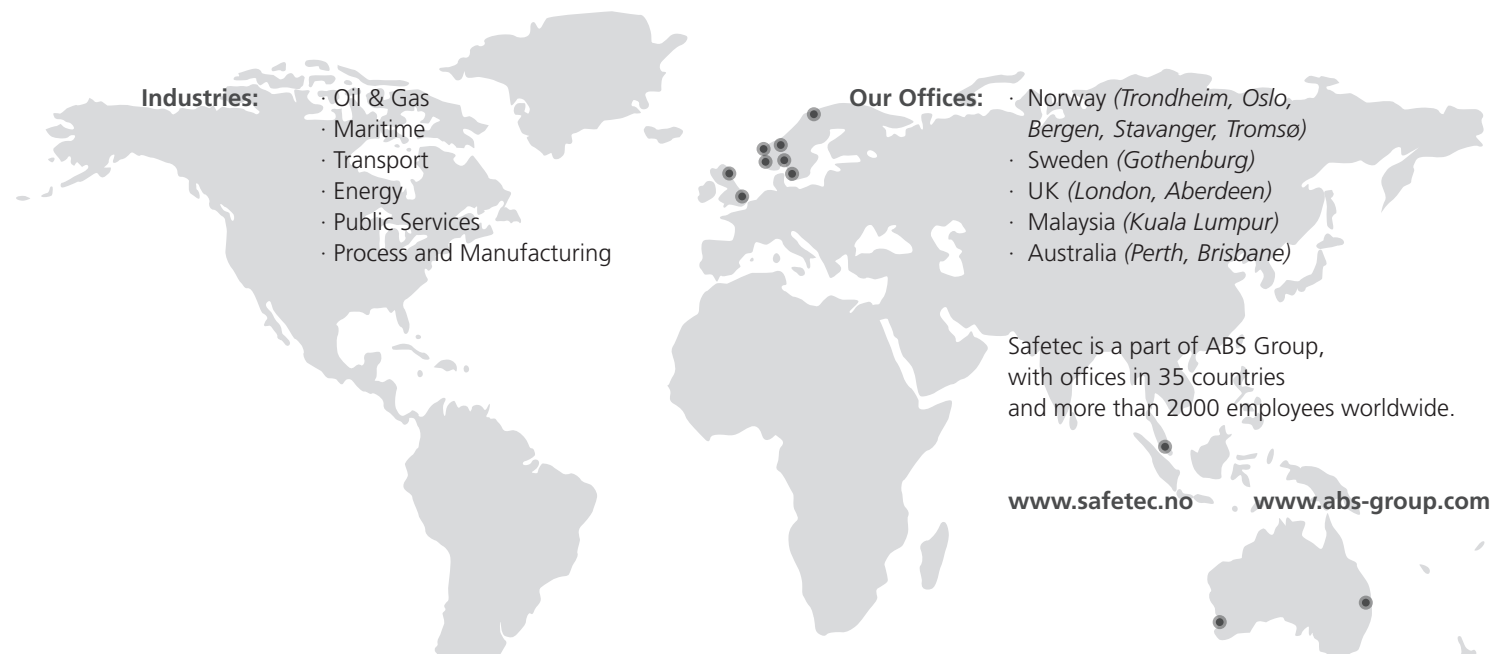 Industries:
· Oil & Gas
· Maritime
· Transport
· Energy
· Public Services
· Process and Manufacturing
Our Offices:
· Norway (Trondheim, Oslo,
Bergen, Stavanger, Tromsø)
· Sweden (Gothenburg)
· UK (London, Aberdeen)
· Malaysia (Kuala Lumpur)
· Australia (Perth, Brisbane)
Safetec is a part of ABS Group,
with offices in 35 countries
and more than 2000 employees worldwide.
www.safetec.no www.abs-group.com